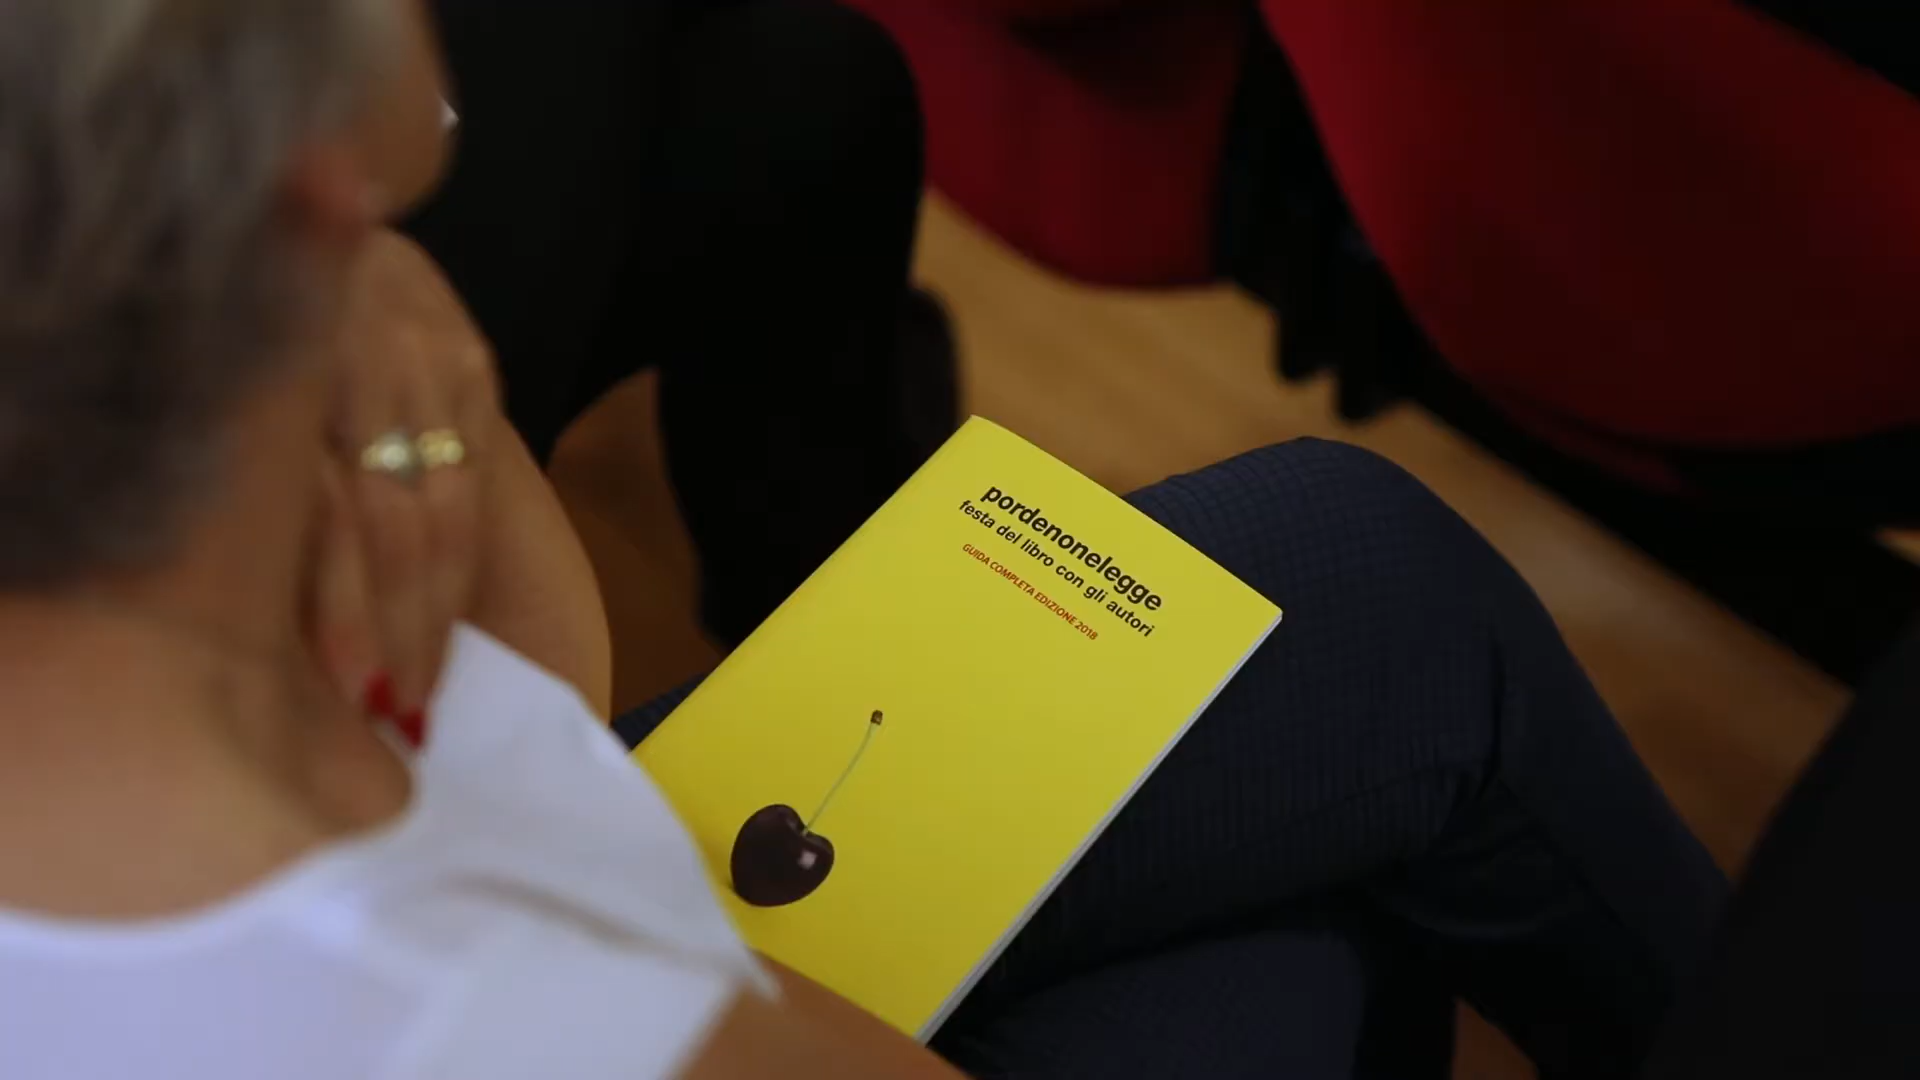 pordenonelegge
festa del libro con gli autori
GUIDA COMPLETA EDIZIONE 2018